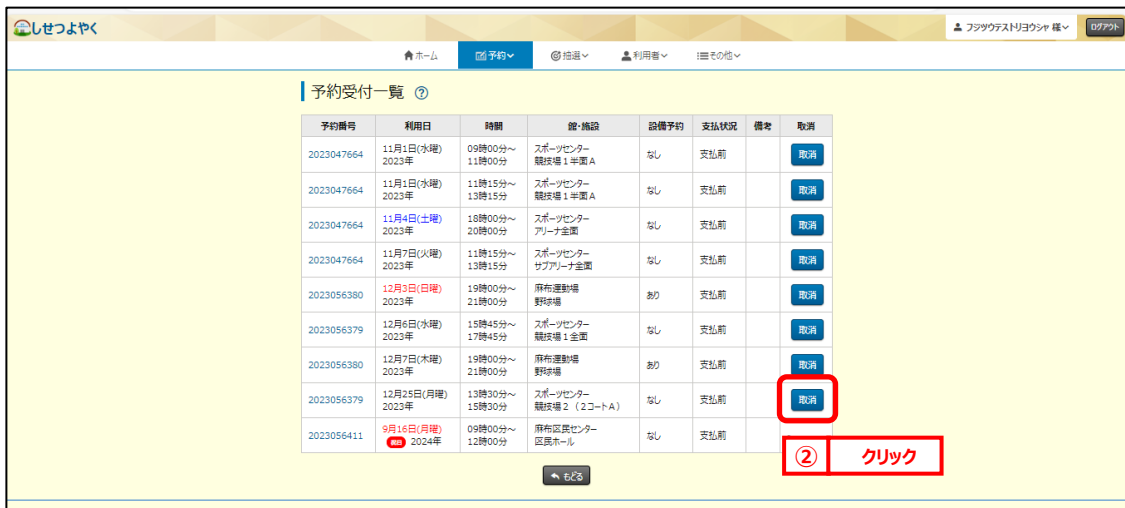 しせつよやく
フジツウテストリヨウシャ 様
ログアウト
ホーム 予約 抽選 利用者 その他
予約受付一覧 ?
予約番号 利用日 時間 館・施設 設備予約 支払状況 備考 取消
2023047664 11月1日(水曜) 2023年 09時00分～ 11時00分 スポーツセンター 競技場1半面A なし 支払前 取消
2023047664 11月1日(水曜) 2023年 11時15分～ 13時15分 スポーツセンター 競技場1半面A なし 支払前 取消
2023047664 11月4日(土曜) 2023年 18時00分～ 20時00分 スポーツセンター アリーナ全面 なし 支払前 取消
2023047664 11月7日(火曜) 2023年 11時15分～ 13時15分 スポーツセンター サブアリーナ全面 なし 支払前 取消
2023056380 12月3日(日曜) 2023年 19時00分～ 21時00分 麻布運動場 野球場 あり 支払前 取消
2023056379 12月6日(水曜) 2023年 15時45分～ 17時45分 スポーツセンター 競技場1全面 なし 支払前 取消
2023056380 12月7日(木曜) 2023年 19時00分～ 21時00分 麻布運動場 野球場 あり 支払前 取消
2023056379 12月25日(月曜) 2023年 13時30分～ 15時30分 スポーツセンター 競技場2（2コートA） なし 支払前 取消
2023056411 9月16日(月曜) 祝日 2024年 09時00分～ 12時00分 麻布区民センター 区民ホール なし 支払前
② クリック
もどる